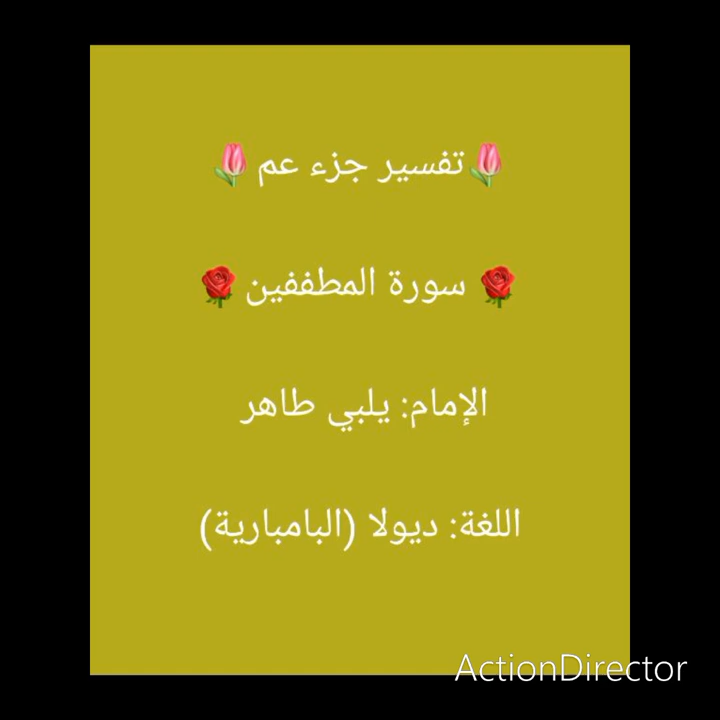 🌷تفسير جزء عم 🌷
🌹 سورة المطففين 🌹
الإمام: يلبي طاهر
اللغة: ديولا (البامبارية)
ActionDirector